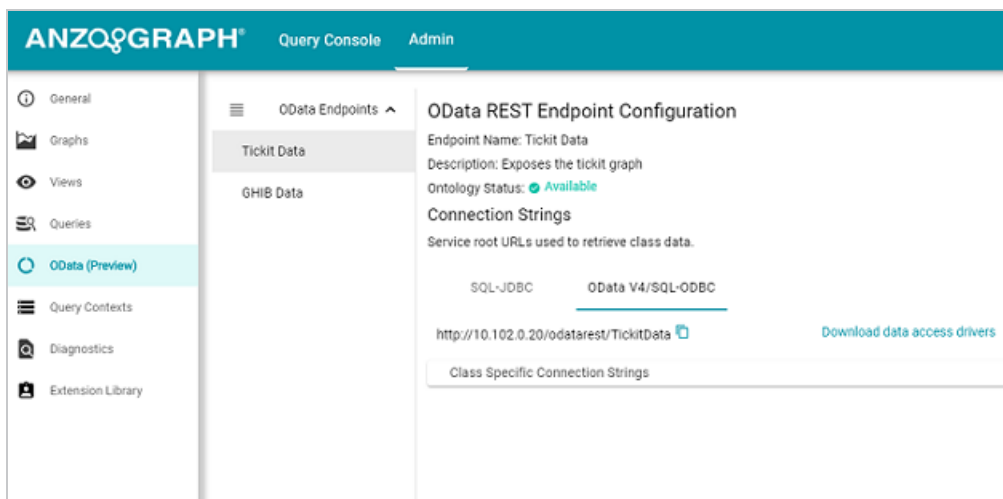 ANZOGRAPH® Query Console Admin
General
Graphs
Views
Queries
OData (Preview)
Query Contexts
Diagnostics
Extension Library
OData Endpoints
Tickit Data
GHIB Data
OData REST Endpoint Configuration
Endpoint Name: Tickit Data
Description: Exposes the tickit graph
Ontology Status: Available
Connection Strings
Service root URLs used to retrieve class data.
SQL-JDBC OData V4/SQL-ODBC
http://10.102.0.20/odatarest/TickitData Download data access drivers
Class Specific Connection Strings